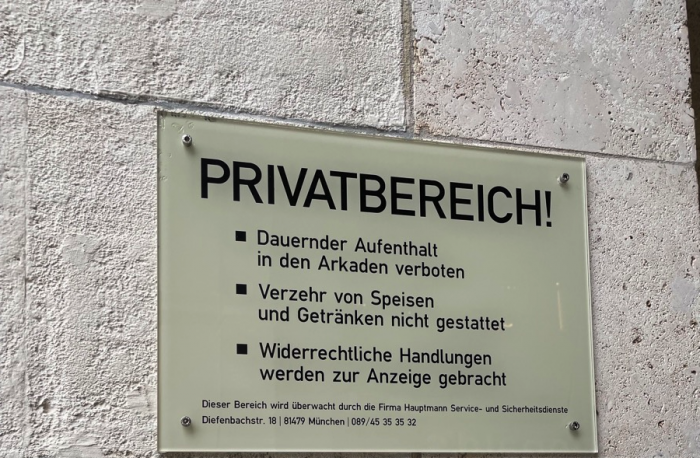 PRIVATBEREICH!
■ Dauernder Aufenthalt
in den Arkaden verboten
■ Verzehr von Speisen
und Getränken nicht gestattet
■ Widerrechtliche Handlungen
werden zur Anzeige gebracht
Dieser Bereich wird überwacht durch die Firma Hauptmann Service- und Sicherheitsdienste
Diefenbachstr. 18 | 81479 München | 089/45 35 35 32